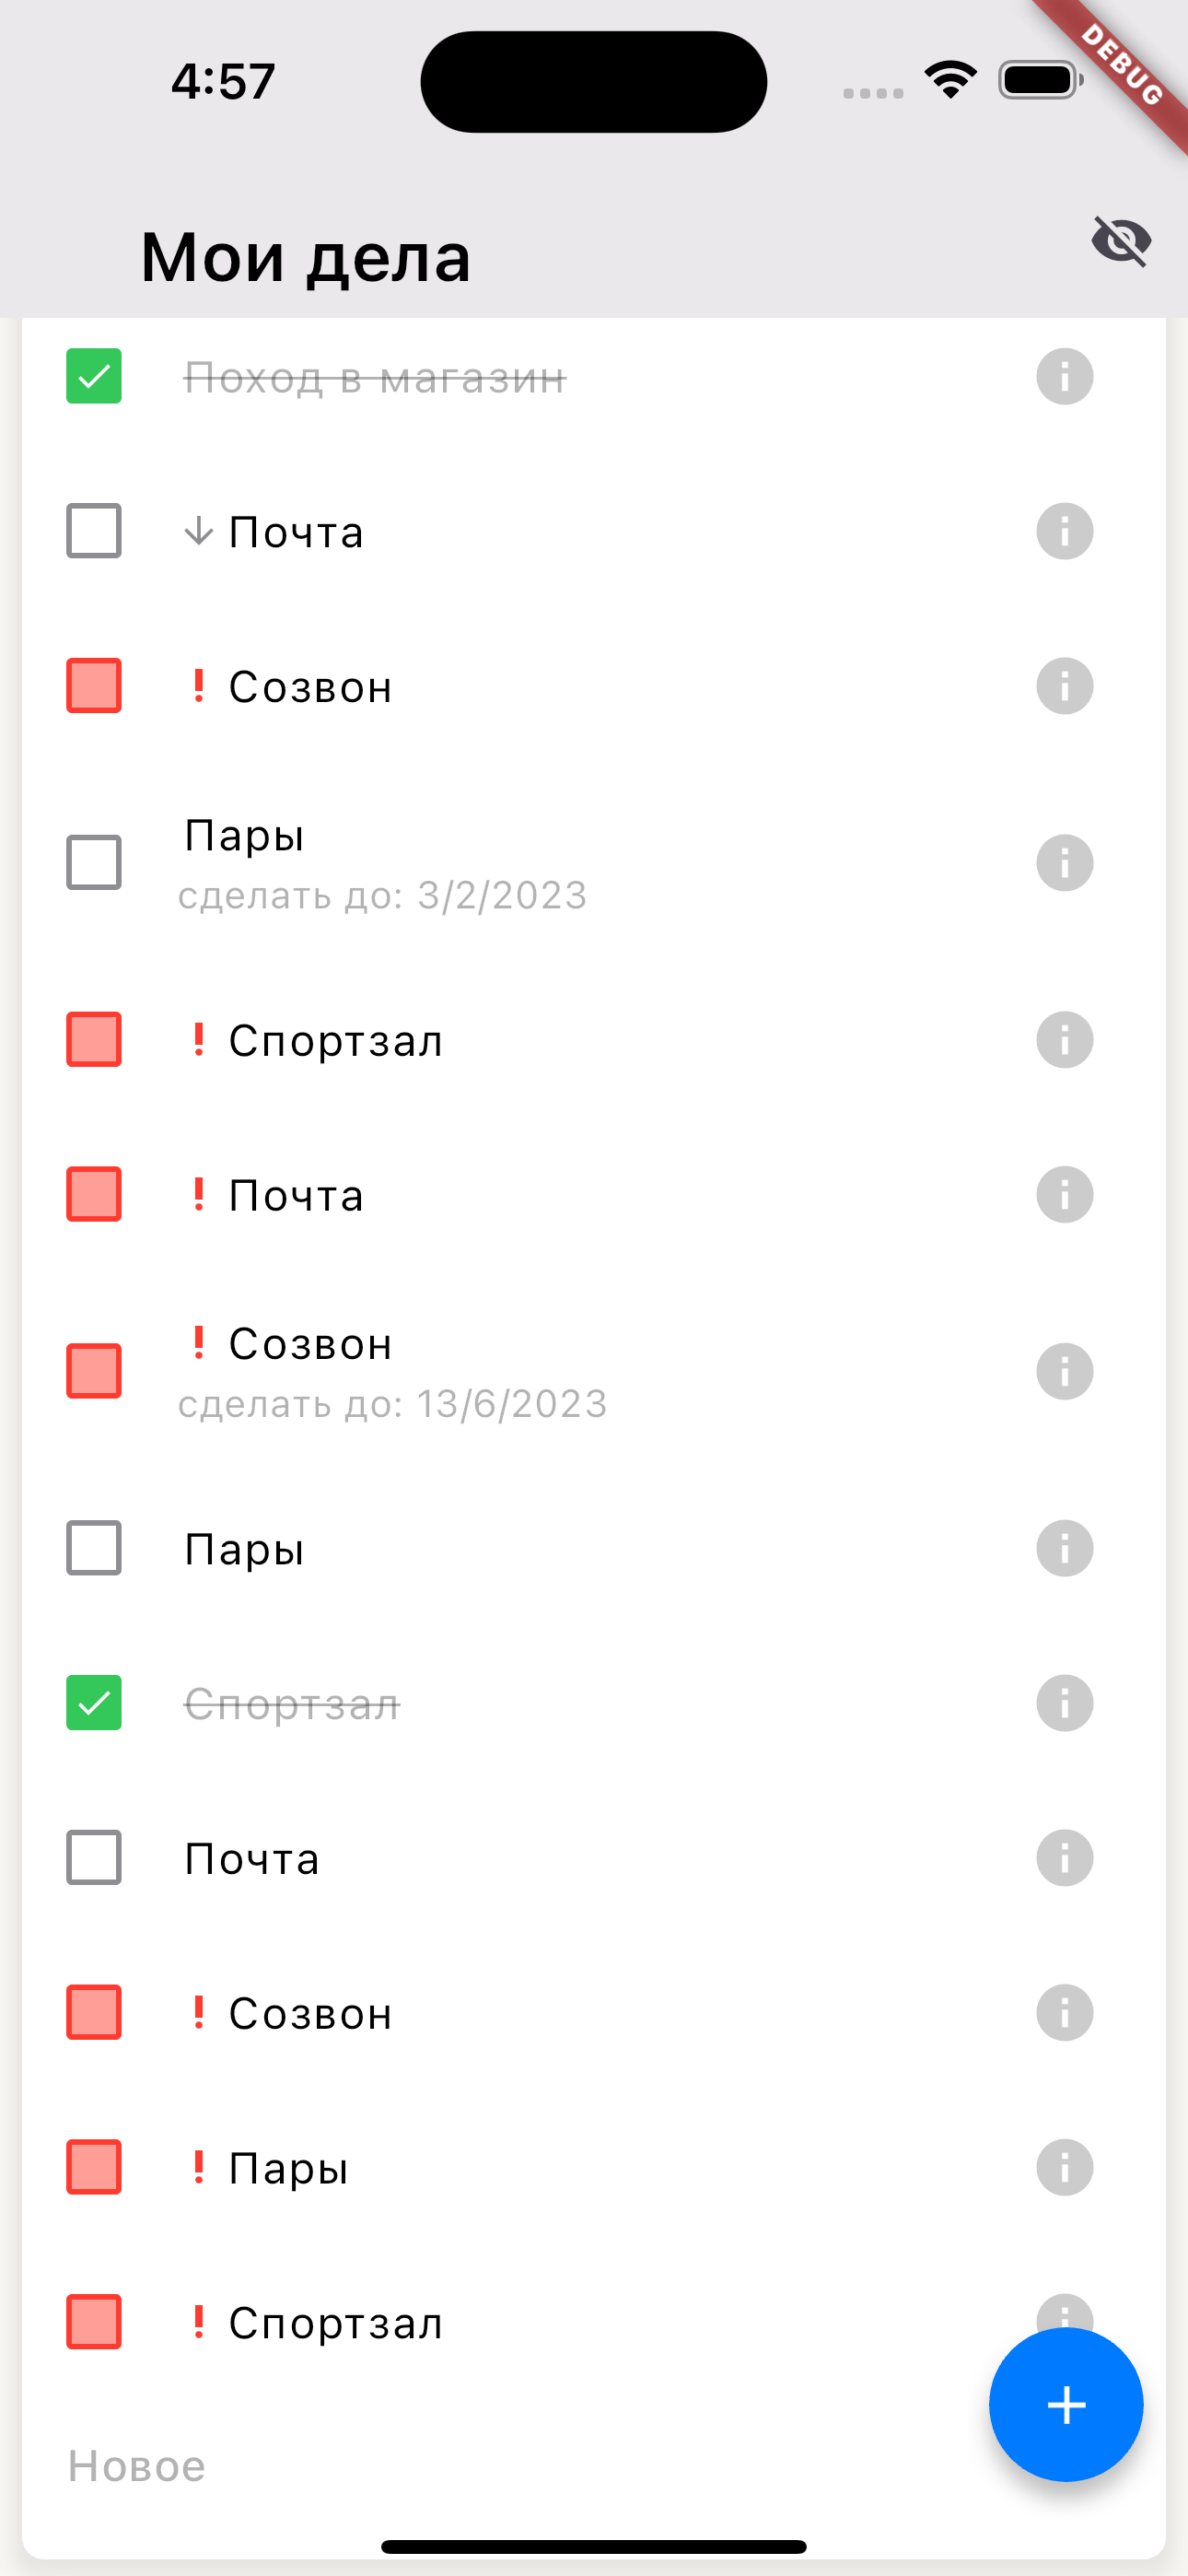 4:57
DEBUG
Мои дела
Поход в магазин
Почта
! Созвон
Пары
сделать до: 3/2/2023
! Спортзал
! Почта
! Созвон
сделать до: 13/6/2023
Пары
Спортзал
Почта
! Созвон
! Пары
! Спортзал
Новое